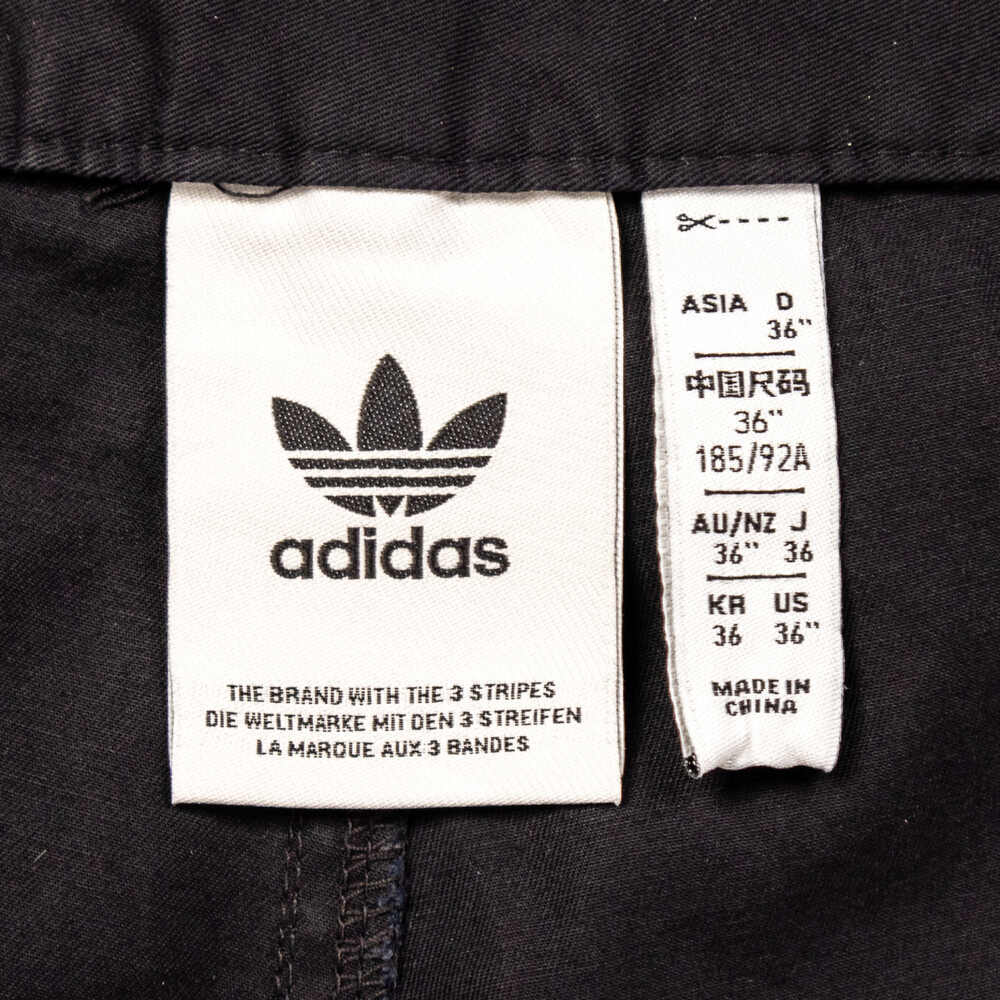 adidas
THE BRAND WITH THE 3 STRIPES
DIE WELTMARKE MIT DEN 3 STREIFEN
LA MARQUE AUX 3 BANDES
ASIA D
36"
中国尺码
36"
185/92A
AU/NZ J
36" 36
KR US
36 36"
MADE IN
CHINA